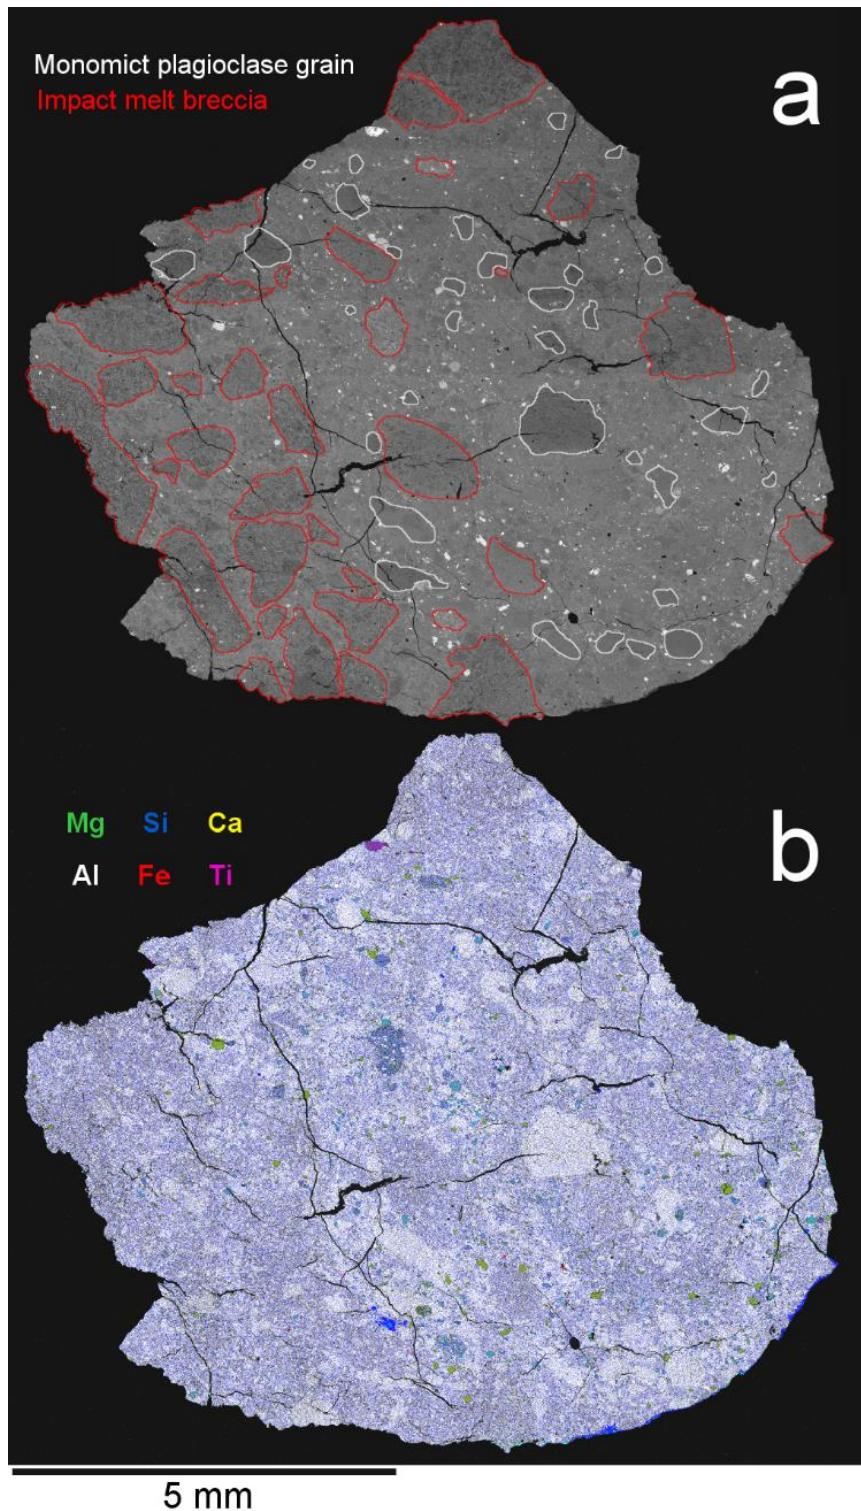 Monomict plagioclase grain
Impact melt breccia
a
Mg Si Ca
Al Fe Ti
b
5 mm